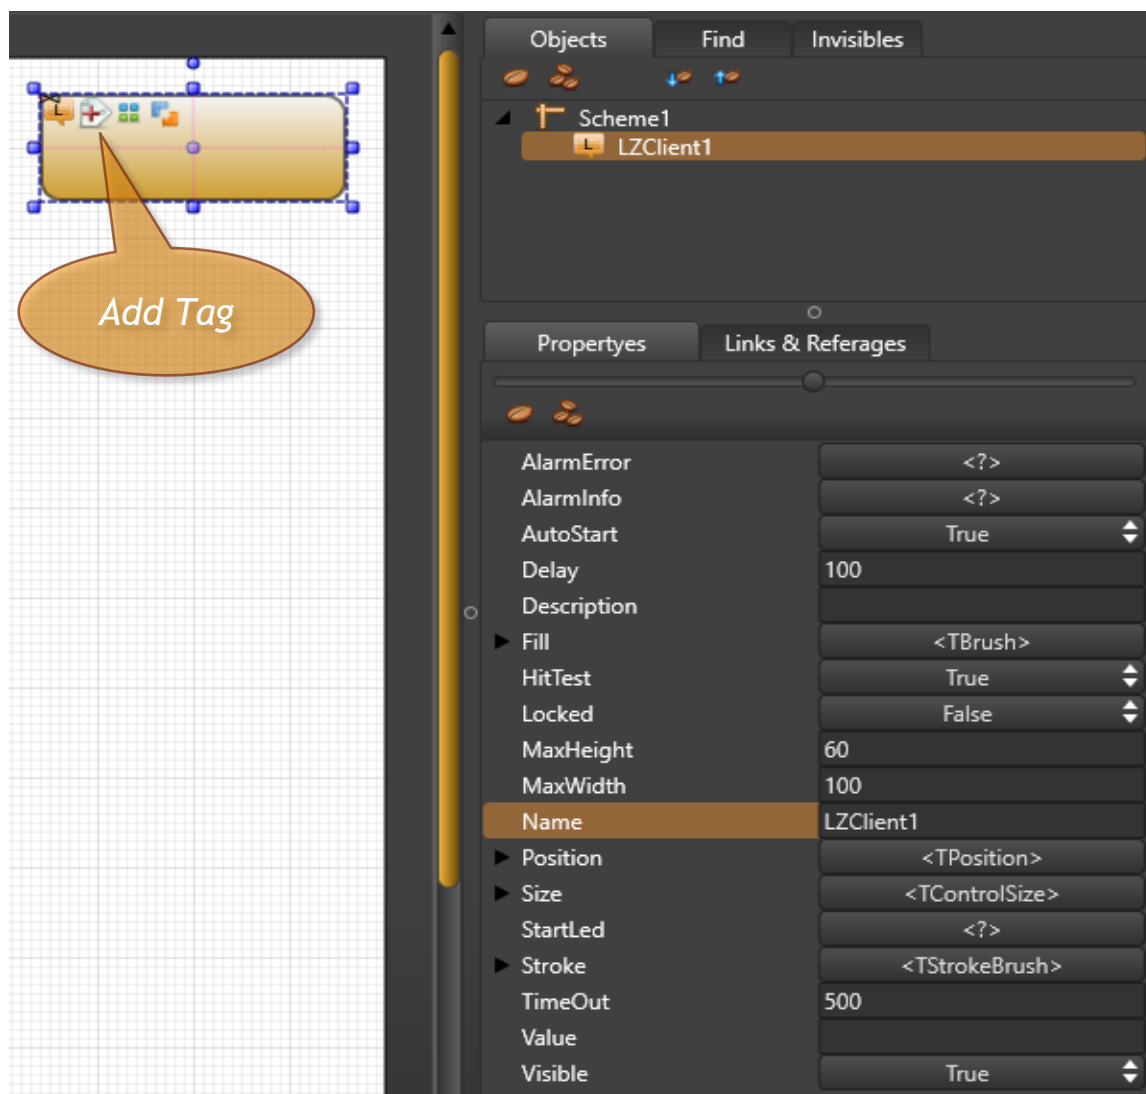 Objects Find Invisibles
Scheme1
L LZClient1
L
Add Tag
Propertyes Links & Referages
AlarmError <?>
AlarmInfo <?>
AutoStart True
Delay 100
Description
Fill <TBrush>
HitTest True
Locked False
MaxHeight 60
MaxWidth 100
Name LZClient1
Position <TPosition>
Size <TControlSize>
StartLed <?>
Stroke <TStrokeBrush>
TimeOut 500
Value
Visible True